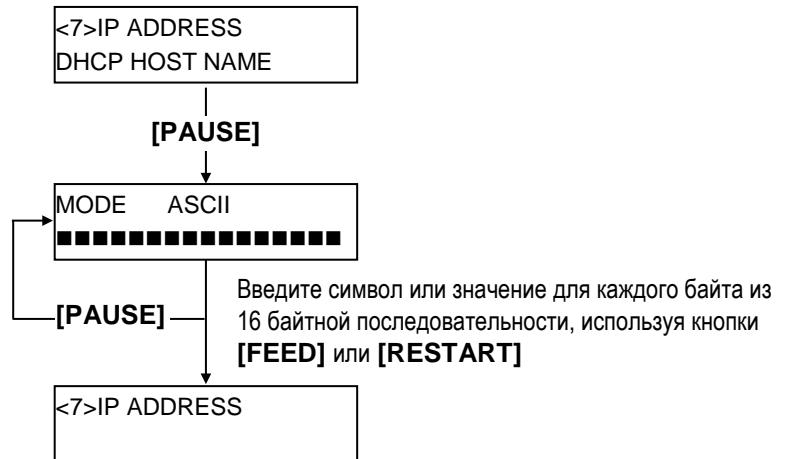 <7>IP ADDRESS
DHCP HOST NAME
[PAUSE]
MODE ASCII
■■■■■■■■■■■■■■■■
[PAUSE]
Введите символ или значение для каждого байта из
16 байтной последовательности, используя кнопки
[FEED] или [RESTART]
<7>IP ADDRESS